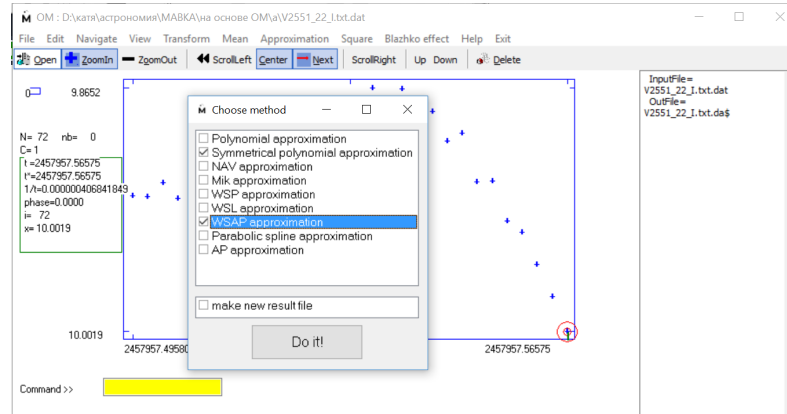 OM : D:\катя\астрономия\МАВКА\на основе ОМ\a\V2551_22_I.txt.dat
File Edit Navigate View Transform Mean Approximation Square Blazhko effect Help Exit
Open ZoomIn ZoomOut ScrollLeft Center Next ScrollRight Up Down Delete
InputFile=
V2551_22_I.txt.dat
OutFile=
V2551_22_I.txt.da$
0 9.8652
N= 72 nb= 0
C= 1
t =2457957.56575
t*=2457957.56575
1/t=0.000000406841849
phase=0.0000
i= 72
x= 10.0019
Choose method
Polynomial approximation
Symmetrical polynomial approximation
NAV approximation
Mik approximation
WSP approximation
WSL approximation
WSAP approximation
Parabolic spline approximation
AP approximation
make new result file
Do it!
10.0019
2457957.49580 2457957.56575
Command >>